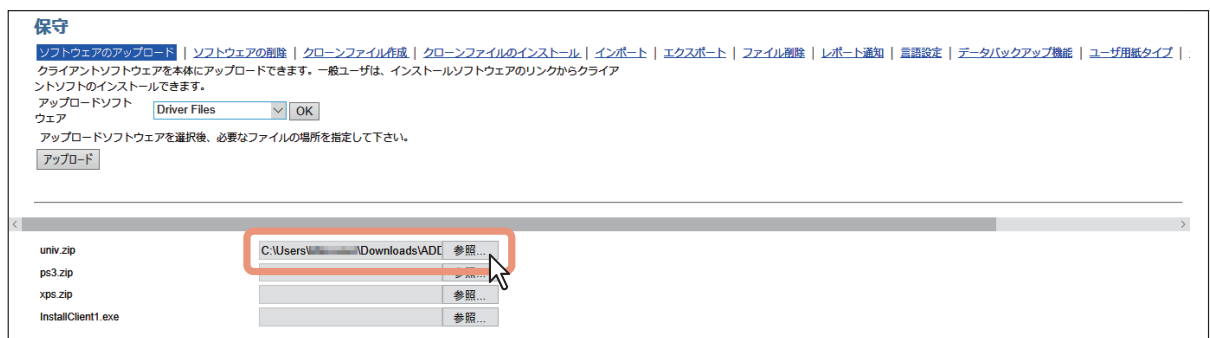 保守
ソフトウェアのアップロード | ソフトウェアの削除 | クローンファイル作成 | クローンファイルのインストール | インポート | エクスポート | ファイル削除 | レポート通知 | 言語設定 | データバックアップ機能 | ユーザ用紙タイプ |
クライアントソフトウェアを本体にアップロードできます。一般ユーザは、インストールソフトウェアのリンクからクライア
ントソフトのインストールできます。
アップロードソフト
ウェア
Driver Files OK
アップロードソフトウェアを選択後、必要なファイルの場所を指定して下さい。
アップロード
univ.zip C:\Users\ \Downloads\ADD 参照...
ps3.zip 参照...
xps.zip 参照...
InstallClient1.exe 参照...